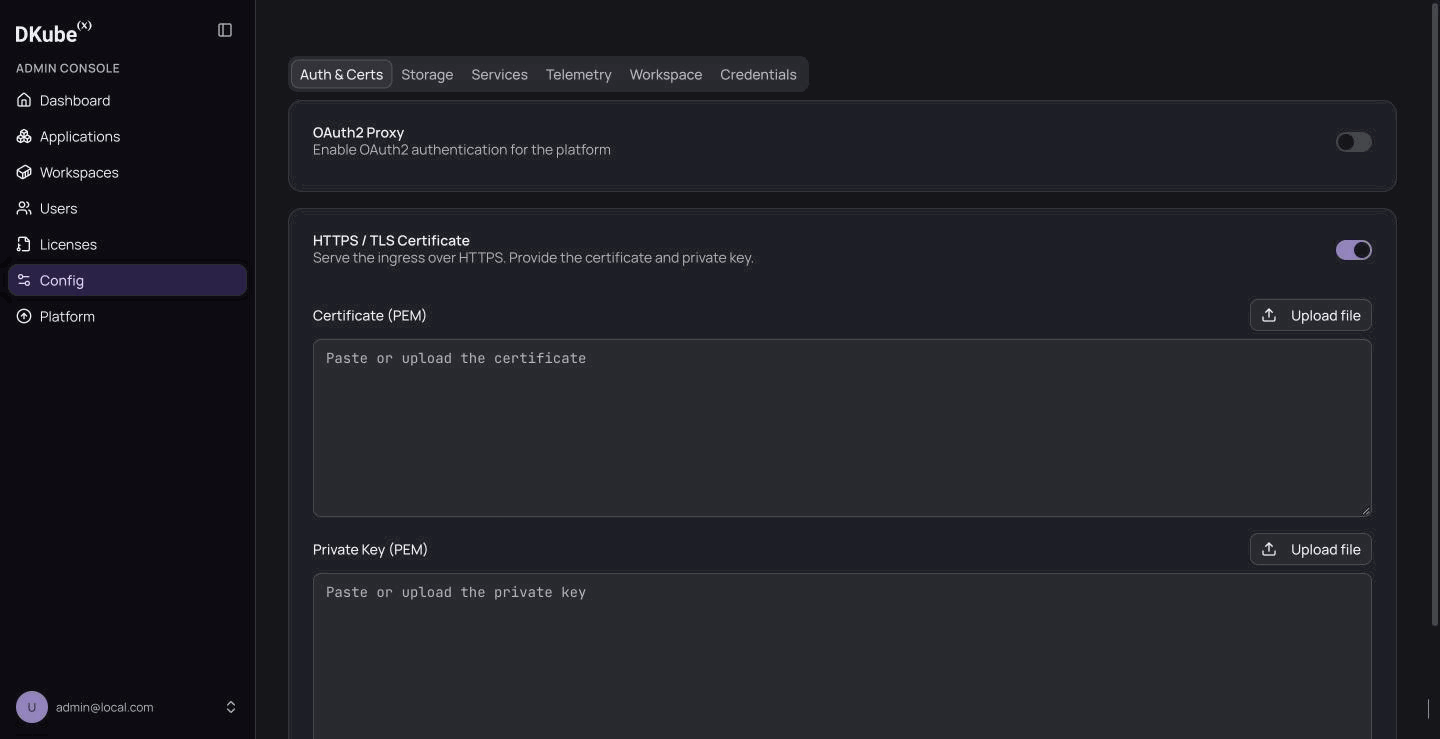 DKube(x)
ADMIN CONSOLE
Dashboard
Applications
Workspaces
Users
Licenses
Config
Platform
U
admin@local.com
Auth & Certs
Storage
Services
Telemetry
Workspace
Credentials
OAuth2 Proxy
Enable OAuth2 authentication for the platform
HTTPS / TLS Certificate
Serve the ingress over HTTPS. Provide the certificate and private key.
Certificate (PEM)
Upload file
Paste or upload the certificate
Private Key (PEM)
Upload file
Paste or upload the private key